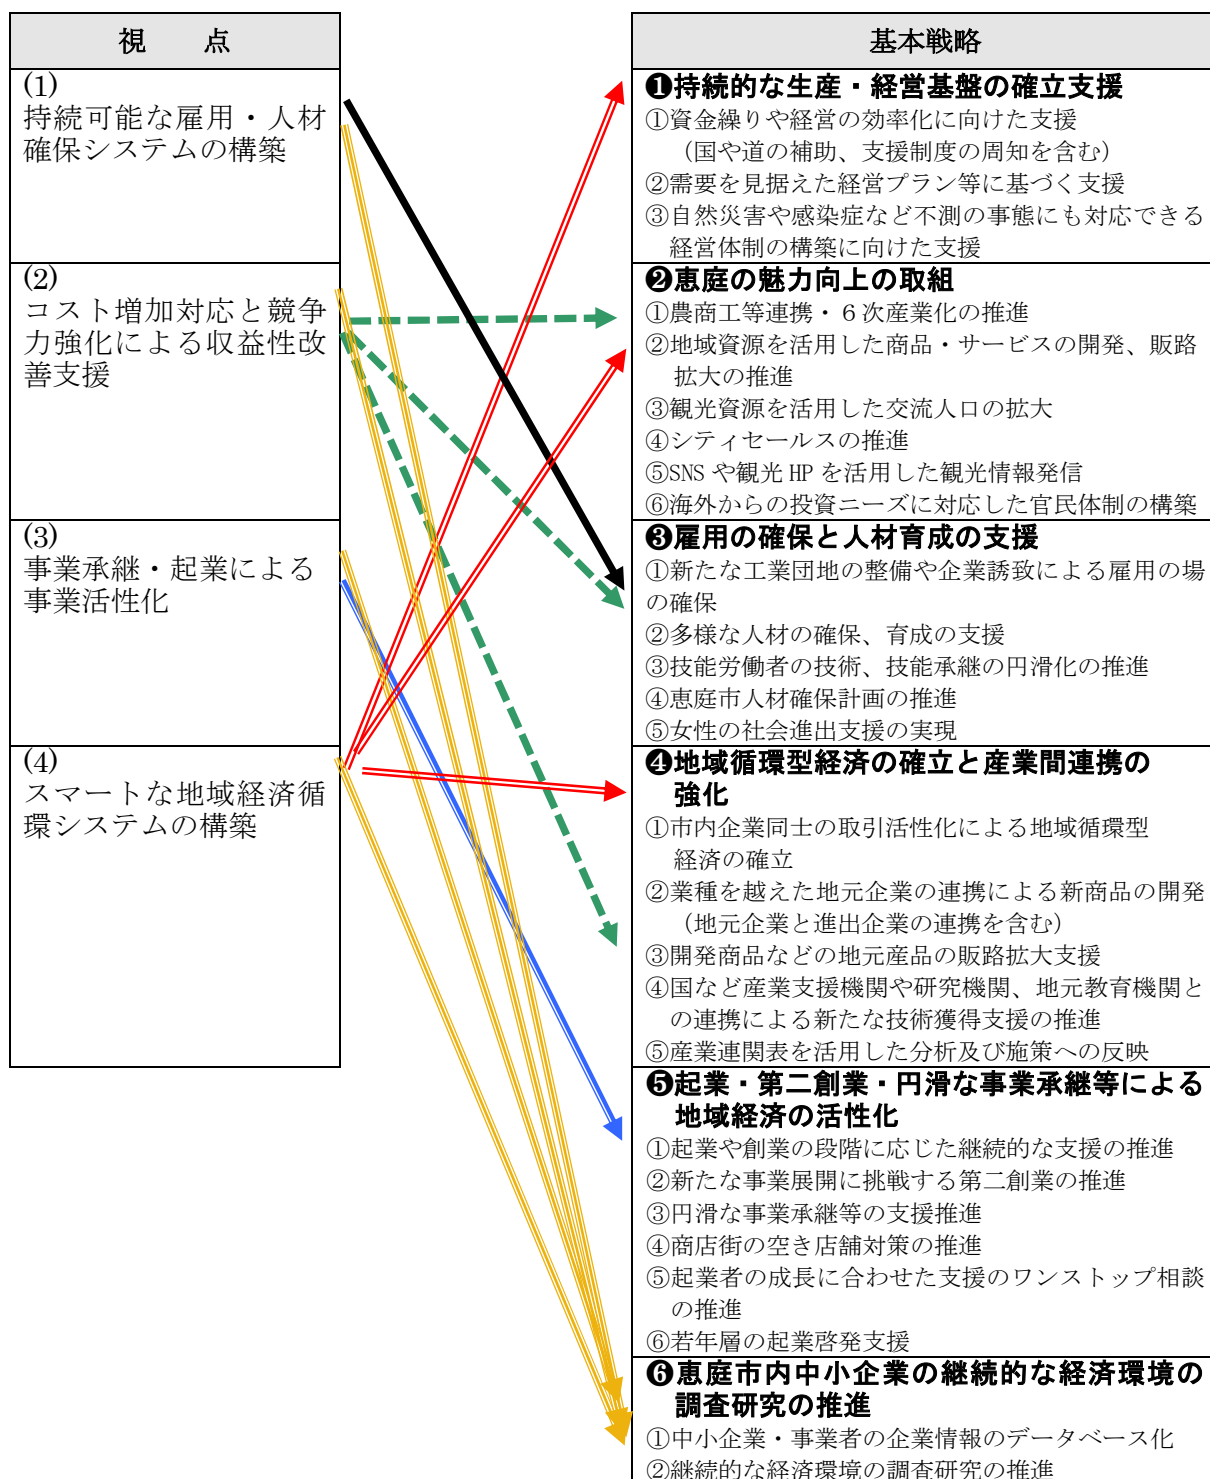 視　点
(1)
持続可能な雇用・人材
確保システムの構築
(2)
コスト増加対応と競争
力強化による収益性改
善支援
(3)
事業承継・起業による
事業活性化
(4)
スマートな地域経済循
環システムの構築
基本戦略
❶持続的な生産・経営基盤の確立支援
①資金繰りや経営の効率化に向けた支援
（国や道の補助、支援制度の周知を含む）
②需要を見据えた経営プラン等に基づく支援
③自然災害や感染症など不測の事態にも対応できる
経営体制の構築に向けた支援
❷恵庭の魅力向上の取組
①農商工等連携・６次産業化の推進
②地域資源を活用した商品・サービスの開発、販路
拡大の推進
③観光資源を活用した交流人口の拡大
④シティセールスの推進
⑤SNS や観光 HP を活用した観光情報発信
⑥海外からの投資ニーズに対応した官民体制の構築
❸雇用の確保と人材育成の支援
①新たな工業団地の整備や企業誘致による雇用の場
の確保
②多様な人材の確保、育成の支援
③技能労働者の技術、技能承継の円滑化の推進
④恵庭市人材確保計画の推進
⑤女性の社会進出支援の実現
❹地域循環型経済の確立と産業間連携の
強化
①市内企業同士の取引活性化による地域循環型
経済の確立
②業種を越えた地元企業の連携による新商品の開発
（地元企業と進出企業の連携を含む）
③開発商品などの地元産品の販路拡大支援
④国など産業支援機関や研究機関、地元教育機関と
の連携による新たな技術獲得支援の推進
⑤産業連関表を活用した分析及び施策への反映
❺起業・第二創業・円滑な事業承継等による
地域経済の活性化
①起業や創業の段階に応じた継続的な支援の推進
②新たな事業展開に挑戦する第二創業の推進
③円滑な事業承継等の支援推進
④商店街の空き店舗対策の推進
⑤起業者の成長に合わせた支援のワンストップ相談
の推進
⑥若年層の起業啓発支援
❻恵庭市内中小企業の継続的な経済環境の
調査研究の推進
①中小企業・事業者の企業情報のデータベース化
②継続的な経済環境の調査研究の推進